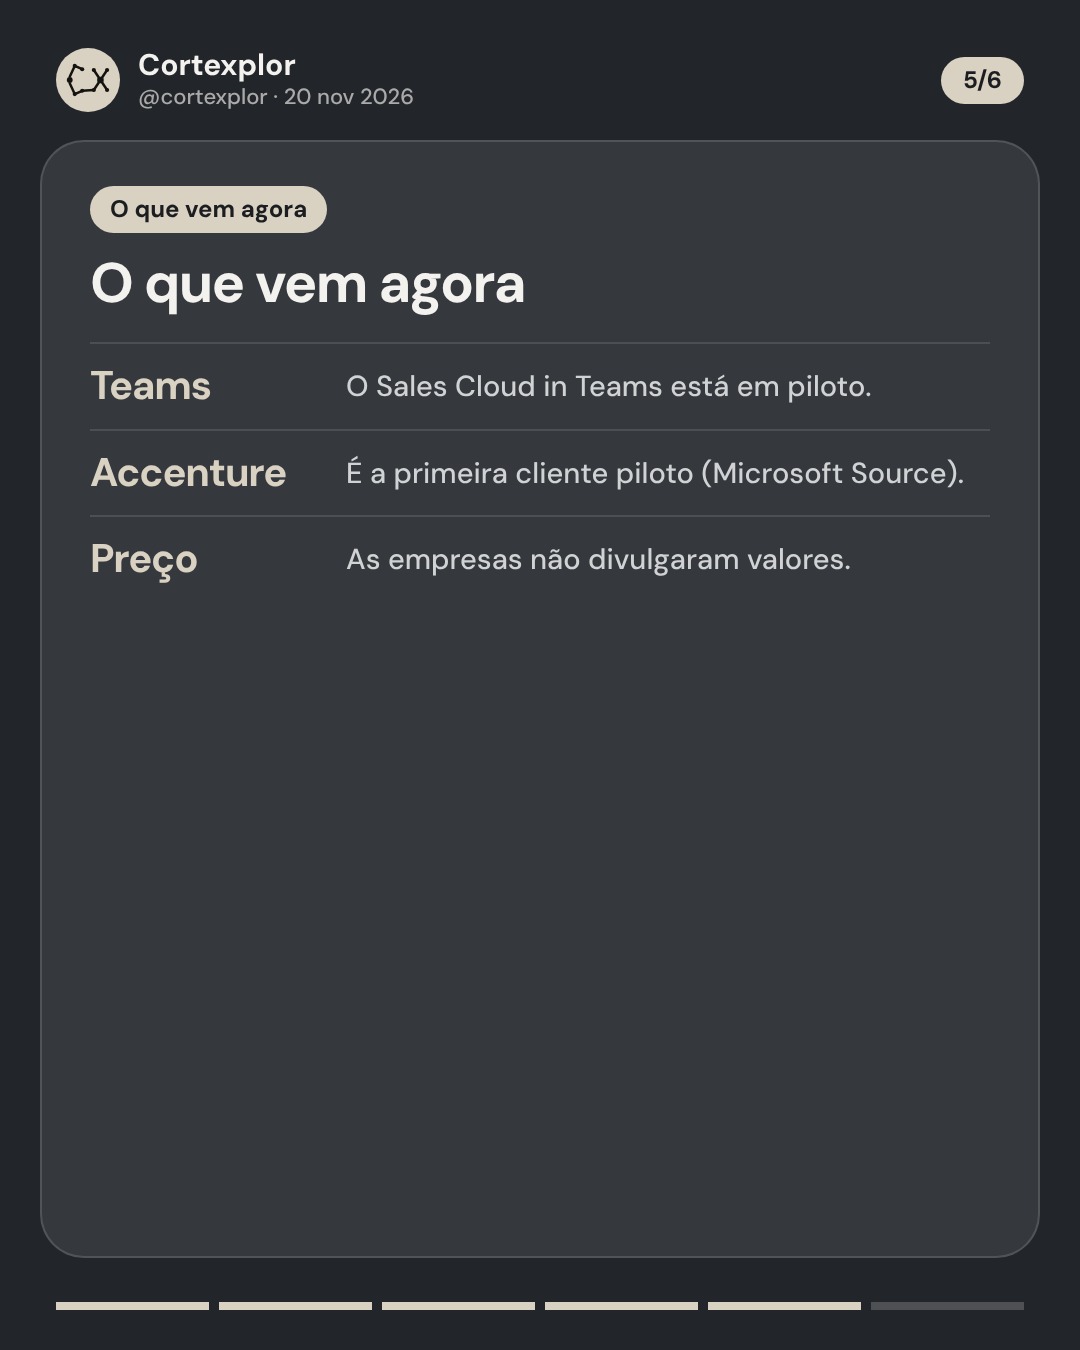 Cortexplor
@cortexplor · 20 nov 2026
5/6
O que vem agora
O que vem agora
Teams
O Sales Cloud in Teams está em piloto.
Accenture
É a primeira cliente piloto (Microsoft Source).
Preço
As empresas não divulgaram valores.